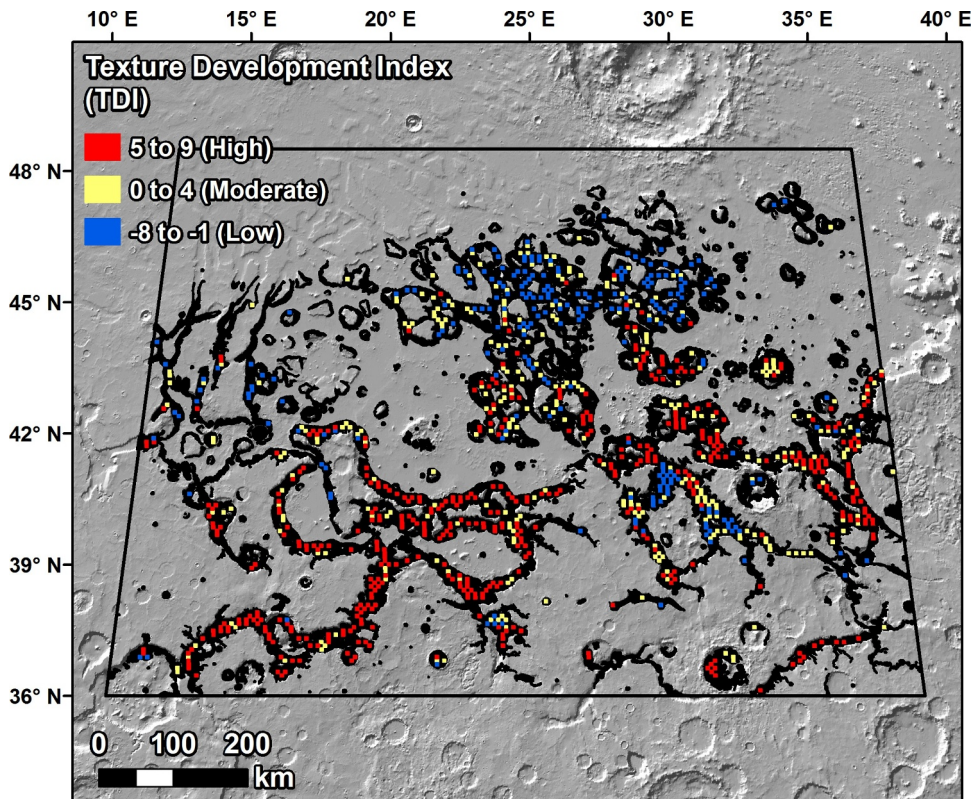 10° E 15° E 20° E 25° E 30° E 35° E 40° E
Texture Development Index
(TDI)
5 to 9 (High)
0 to 4 (Moderate)
-8 to -1 (Low)
48° N
45° N
42° N
39° N
36° N
0 100 200
km